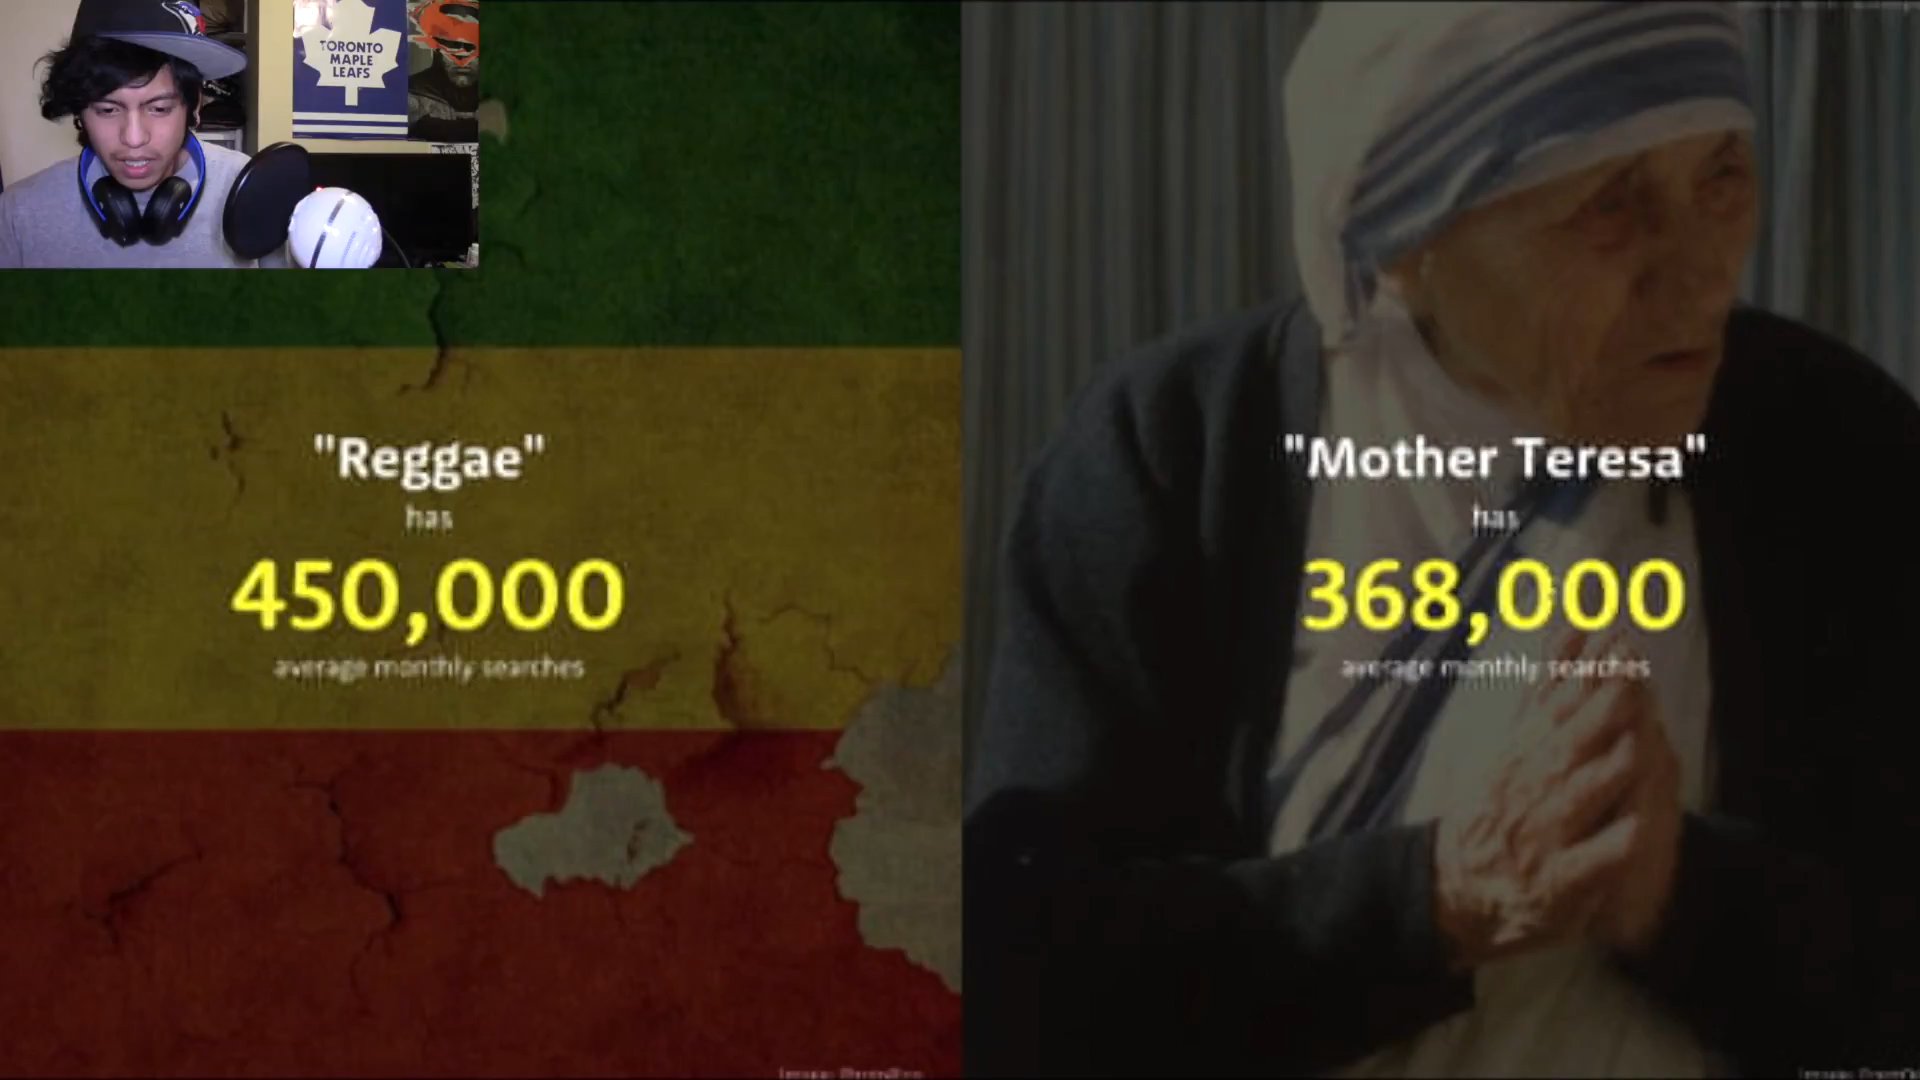 TORONTO
MAPLE
LEAFS
"Reggae"
has
450,000
average monthly searches
"Mother Teresa"
has
368,000
average monthly searches